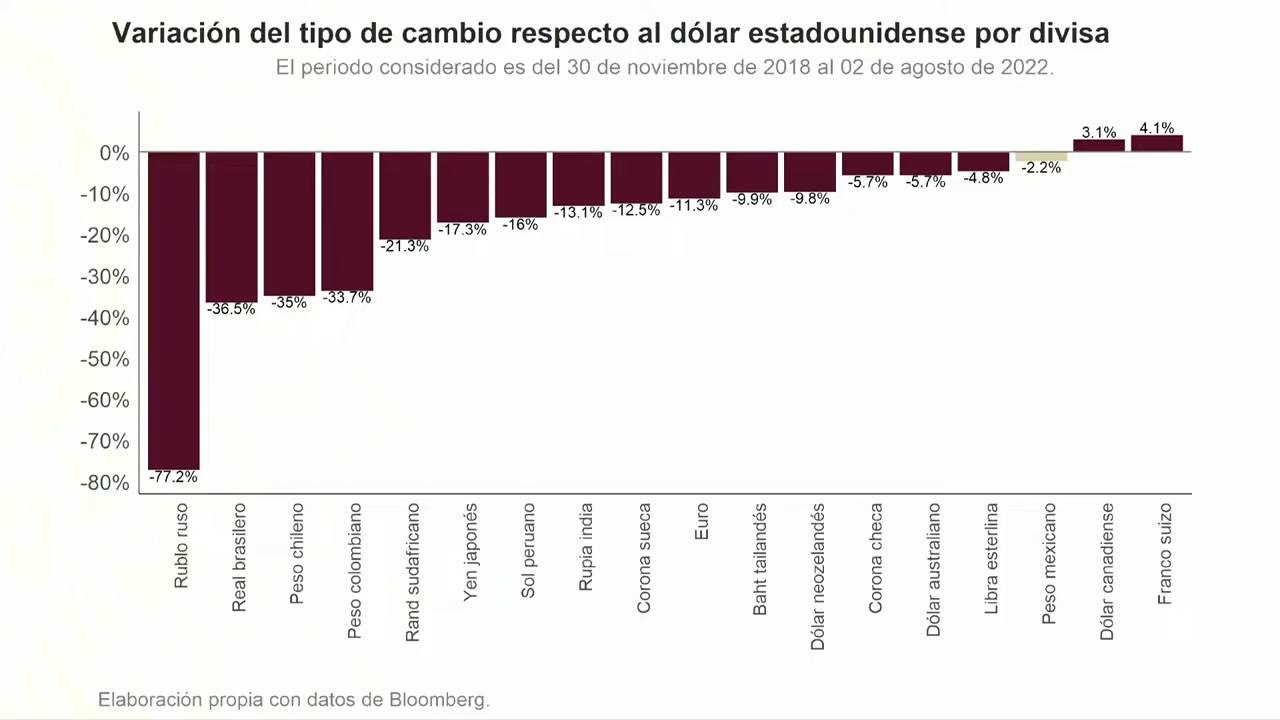 Variación del tipo de cambio respecto al dólar estadounidense por divisa
El periodo considerado es del 30 de noviembre de 2018 al 02 de agosto de 2022.
0%
-10%
-20%
-30%
-40%
-50%
-60%
-70%
-80%
-77.2%
-36.5%
-35%
-33.7%
-21.3%
-17.3%
-16%
-13.1%
-12.5%
-11.3%
-9.9%
-9.8%
-5.7%
-5.7%
-4.8%
-2.2%
3.1%
4.1%
Rublo ruso
Real brasilero
Peso chileno
Peso colombiano
Rand sudafricano
Yen japonés
Sol peruano
Rupia india
Corona sueca
Euro
Baht tailandés
Dólar neozelandés
Corona checa
Dólar australiano
Libra esterlina
Peso mexicano
Dólar canadiense
Franco suizo
Elaboración propia con datos de Bloomberg.